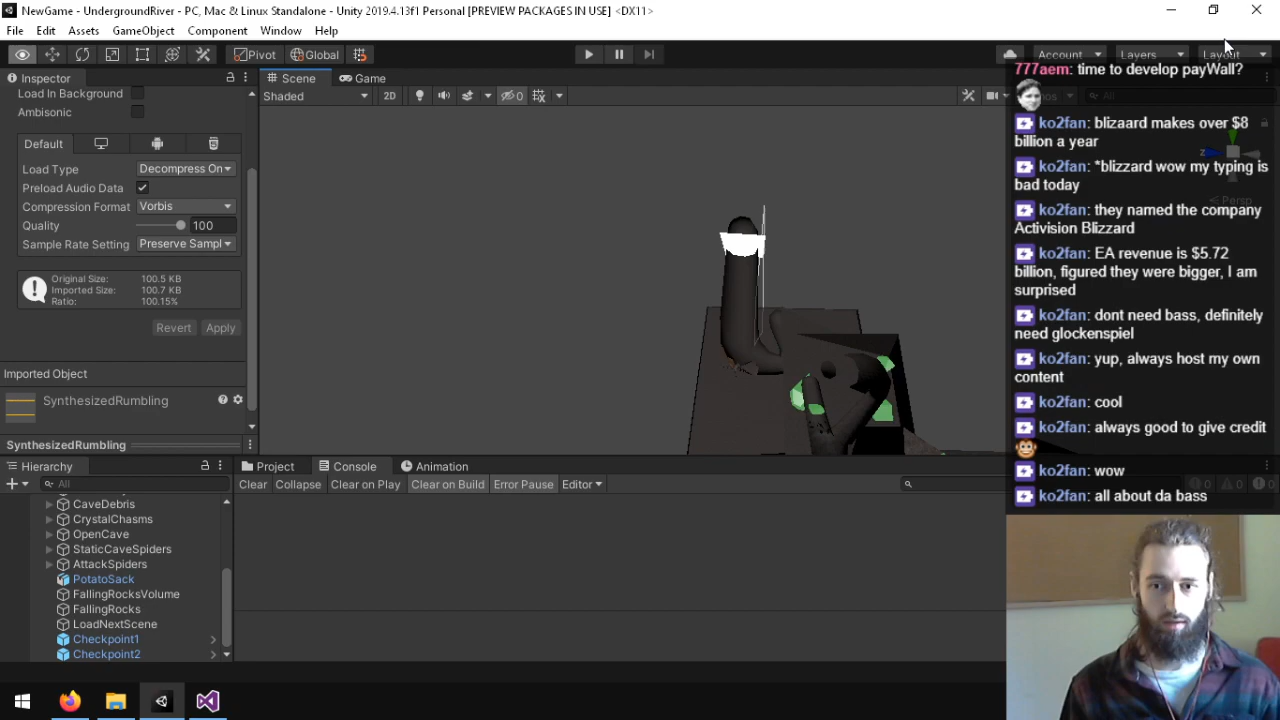 NewGame - UndergroundRiver - PC, Mac & Linux Standalone - Unity 2019.4.13f1 Personal [PREVIEW PACKAGES IN USE] <DX11>
File Edit Assets GameObject Component Window Help
Pivot Global Account Layers Layout
Inspector
Scene Game
Load In Background
Shaded 2D 0 All
Ambisonic
Default
Load Type Decompress On
Preload Audio Data
Compression Format Vorbis
Quality 100
Sample Rate Setting Preserve Sampl
Original Size: 100.5 KB
Imported Size: 100.7 KB
Ratio: 100.15%
Revert Apply
Imported Object
SynthesizedRumbling
SynthesizedRumbling
Persp
777aem: time to develop payWall?
ko2fan: blizaard makes over $8
billion a year
ko2fan: *blizzard wow my typing is
bad today
ko2fan: they named the company
Activision Blizzard
ko2fan: EA revenue is $5.72
billion, figured they were bigger, I am
surprised
ko2fan: dont need bass, definitely
need glockenspiel
ko2fan: yup, always host my own
content
ko2fan: cool
ko2fan: always good to give credit
ko2fan: wow
ko2fan: all about da bass
Hierarchy
All
CaveDebris
CrystalChasms
OpenCave
StaticCaveSpiders
AttackSpiders
PotatoSack
FallingRocksVolume
FallingRocks
LoadNextScene
Checkpoint1
Checkpoint2
Project Console Animation
Clear Collapse Clear on Play Clear on Build Error Pause Editor 0 0 0